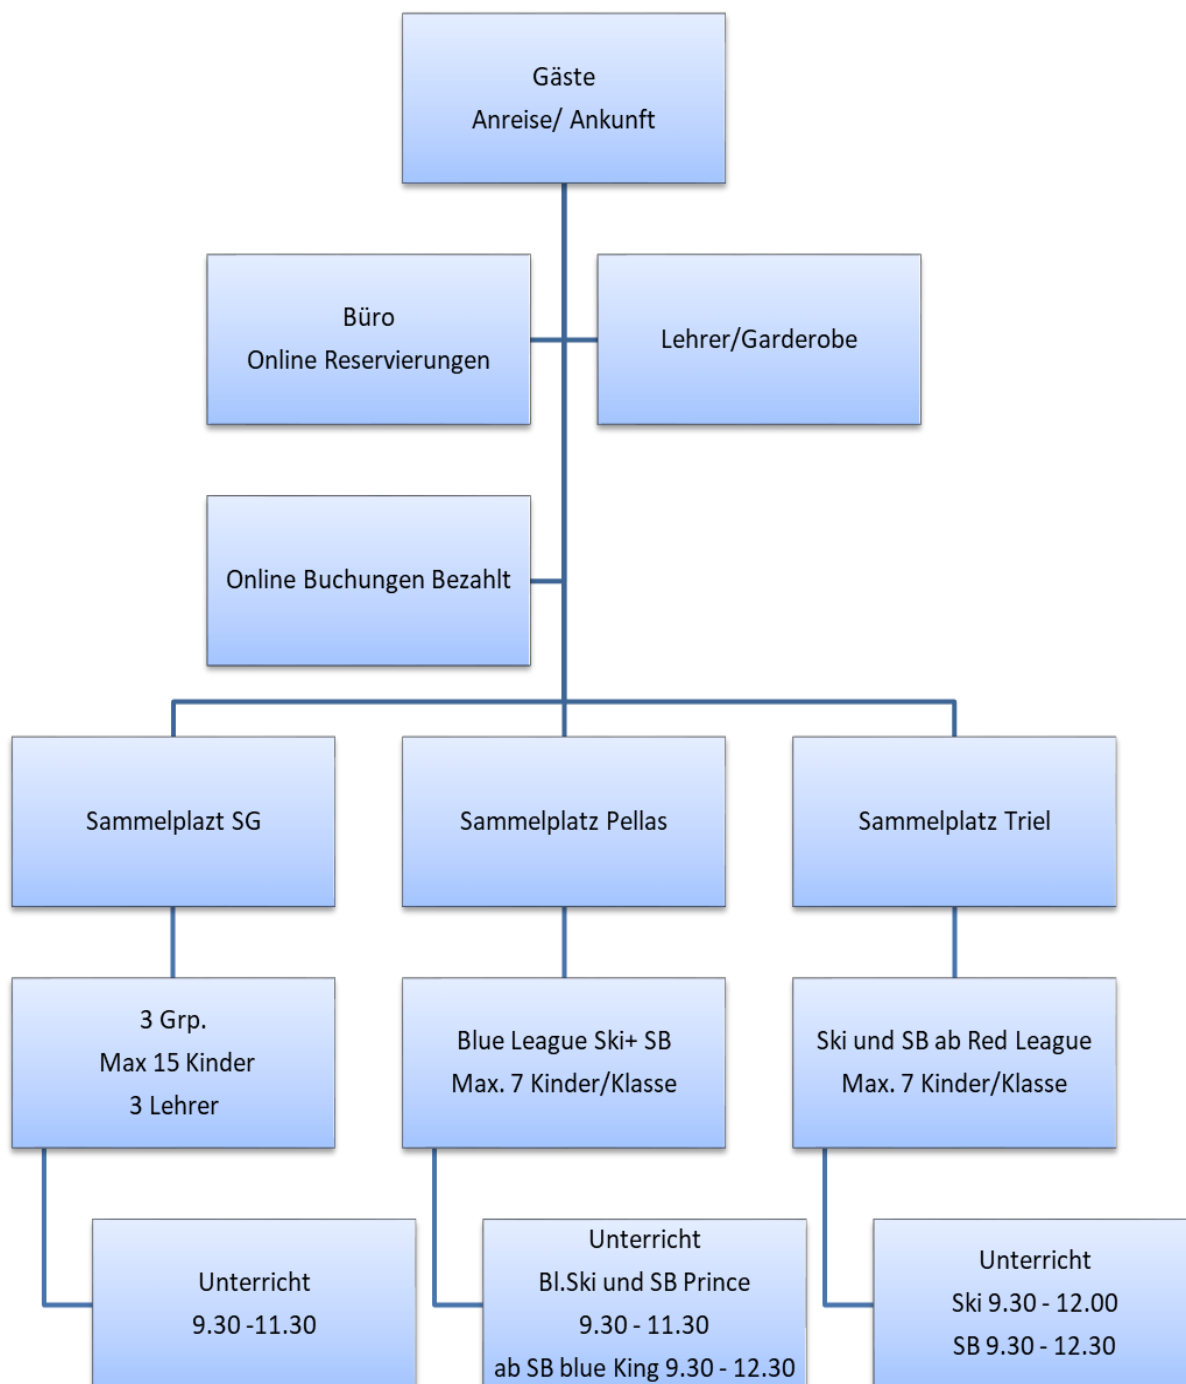 Gäste
Anreise/ Ankunft
Büro
Online Reservierungen
Lehrer/Garderobe
Online Buchungen Bezahlt
Sammelplazt SG
Sammelplatz Pellas
Sammelplatz Triel
3 Grp.
Max 15 Kinder
3 Lehrer
Blue League Ski+ SB
Max. 7 Kinder/Klasse
Ski und SB ab Red League
Max. 7 Kinder/Klasse
Unterricht
9.30 -11.30
Unterricht
Bl.Ski und SB Prince
9.30 - 11.30
ab SB blue King 9.30 - 12.30
Unterricht
Ski 9.30 - 12.00
SB 9.30 - 12.30